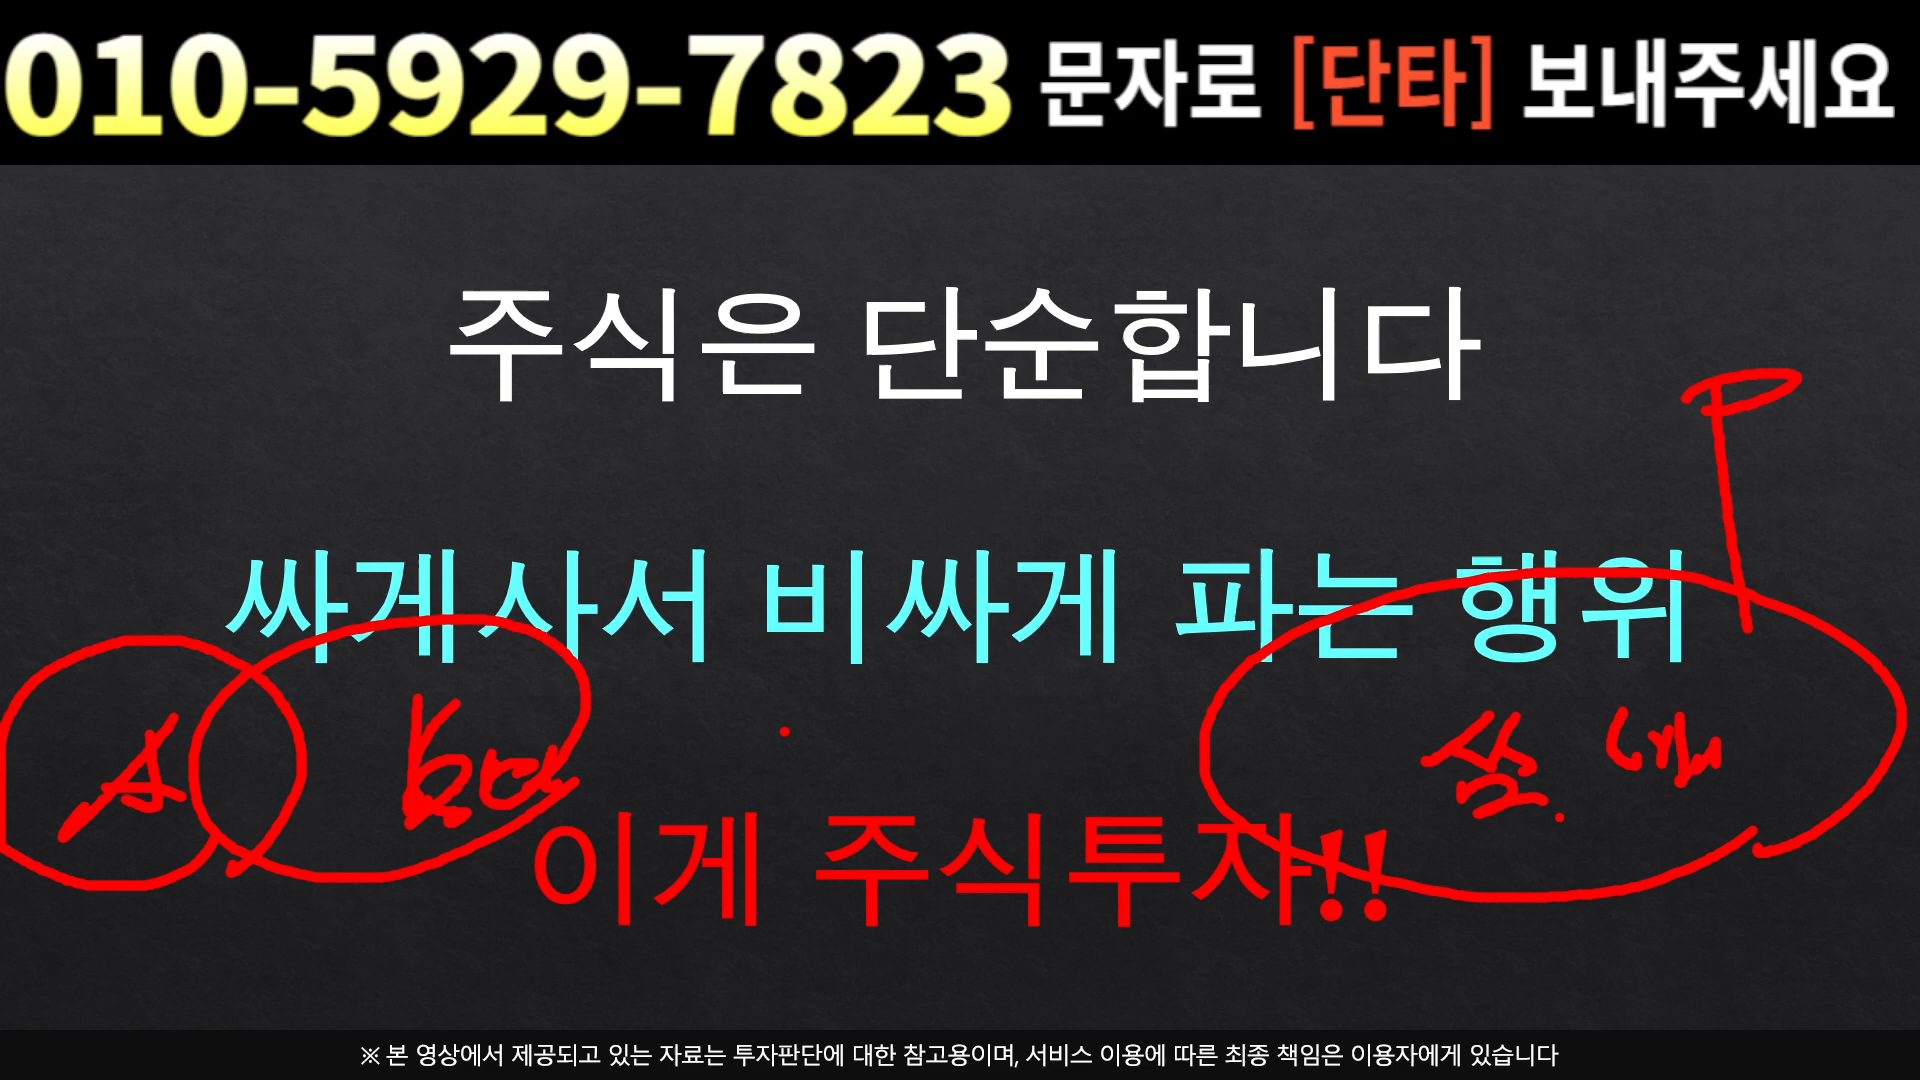 010-5929-7823 문자로 [단타] 보내주세요
주식은 단순합니다
싸게사서 비싸게 파는 행위
이게 주식투자!!
※ 본 영상에서 제공되고 있는 자료는 투자판단에 대한 참고용이며, 서비스 이용에 따른 최종 책임은 이용자에게 있습니다